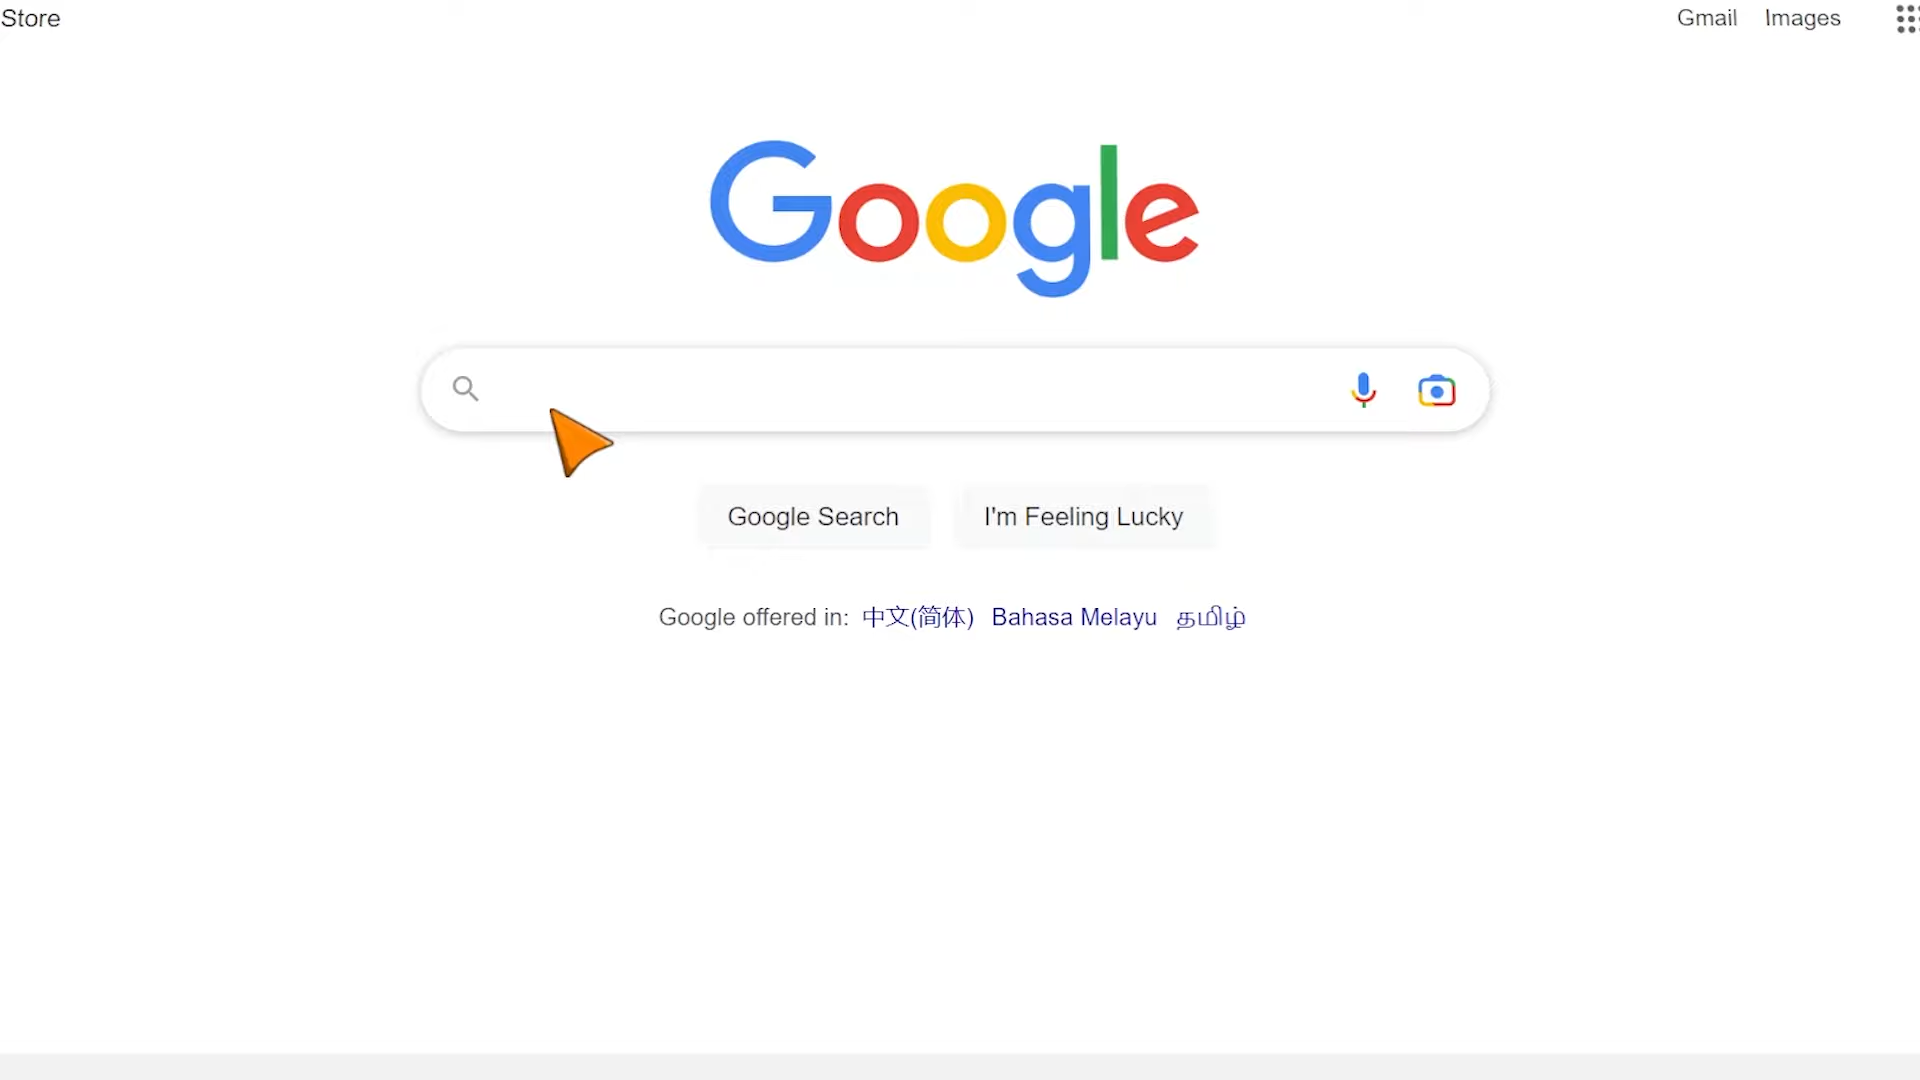 Store
Gmail Images
Google
Google Search I'm Feeling Lucky
Google offered in: 中文(简体) Bahasa Melayu தமிழ்